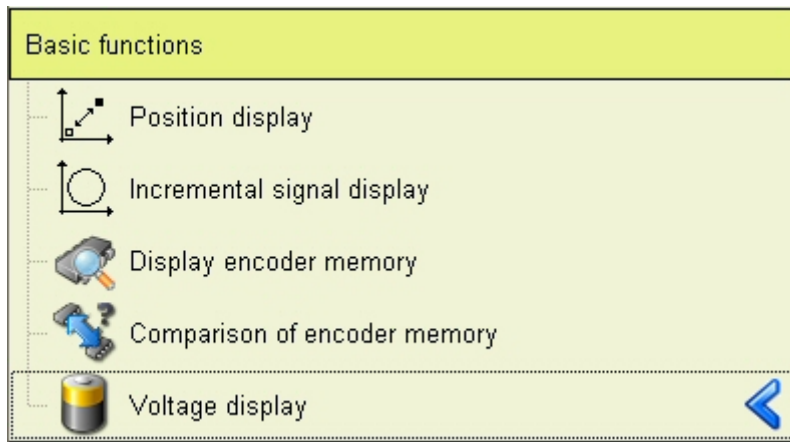 Basic functions
Position display
Incremental signal display
Display encoder memory
Comparison of encoder memory
Voltage display